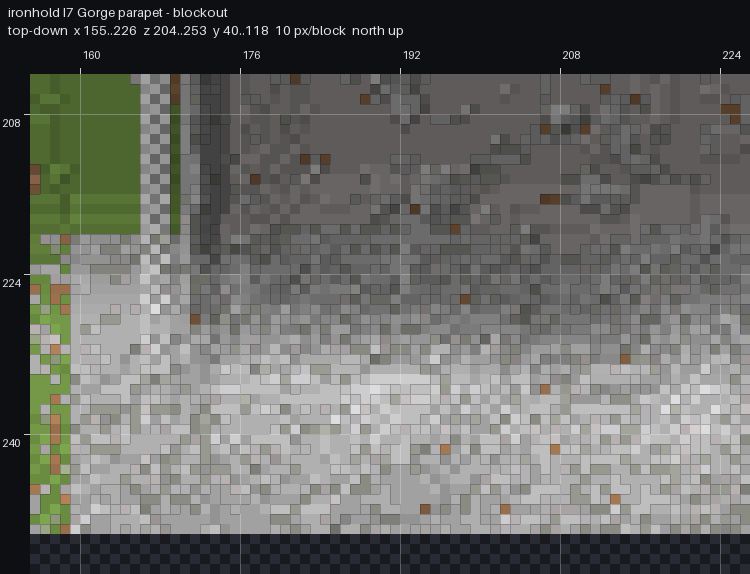 ironhold I7 Gorge parapet - blockout
top-down  x 155..226  z 204..253  y 40..118  10 px/block  north up
160 176 192 208 224
208
224
240